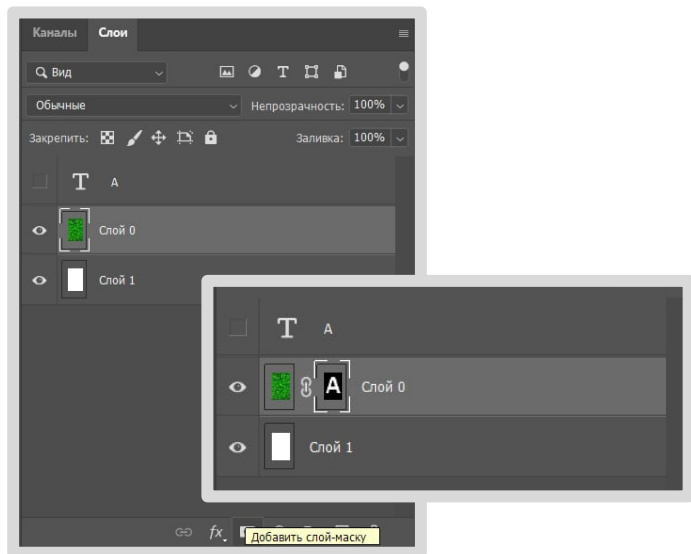 Каналы Слои
Вид
Обычные Непрозрачность: 100%
Закрепить: Заливка: 100%
T A
Слой 0
Слой 1
fx
Добавить слой-маску
T A
A Слой 0
Слой 1